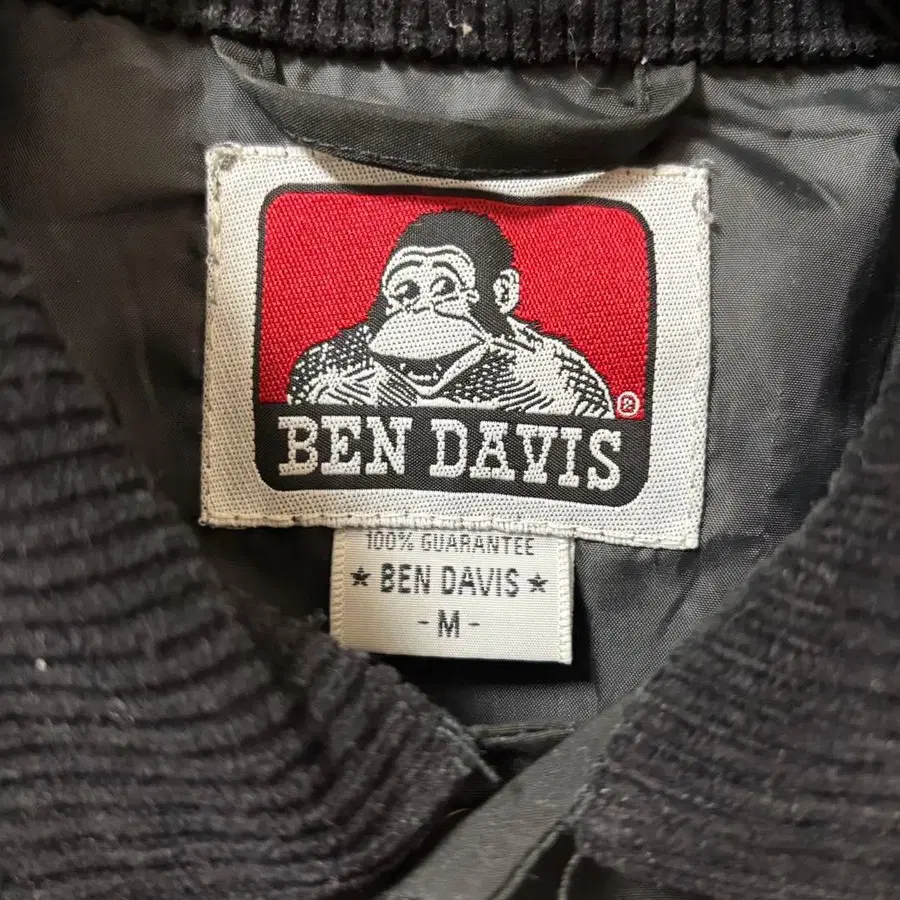 ®
BEN DAVIS
100% GUARANTEE
★ BEN DAVIS ★
- M -